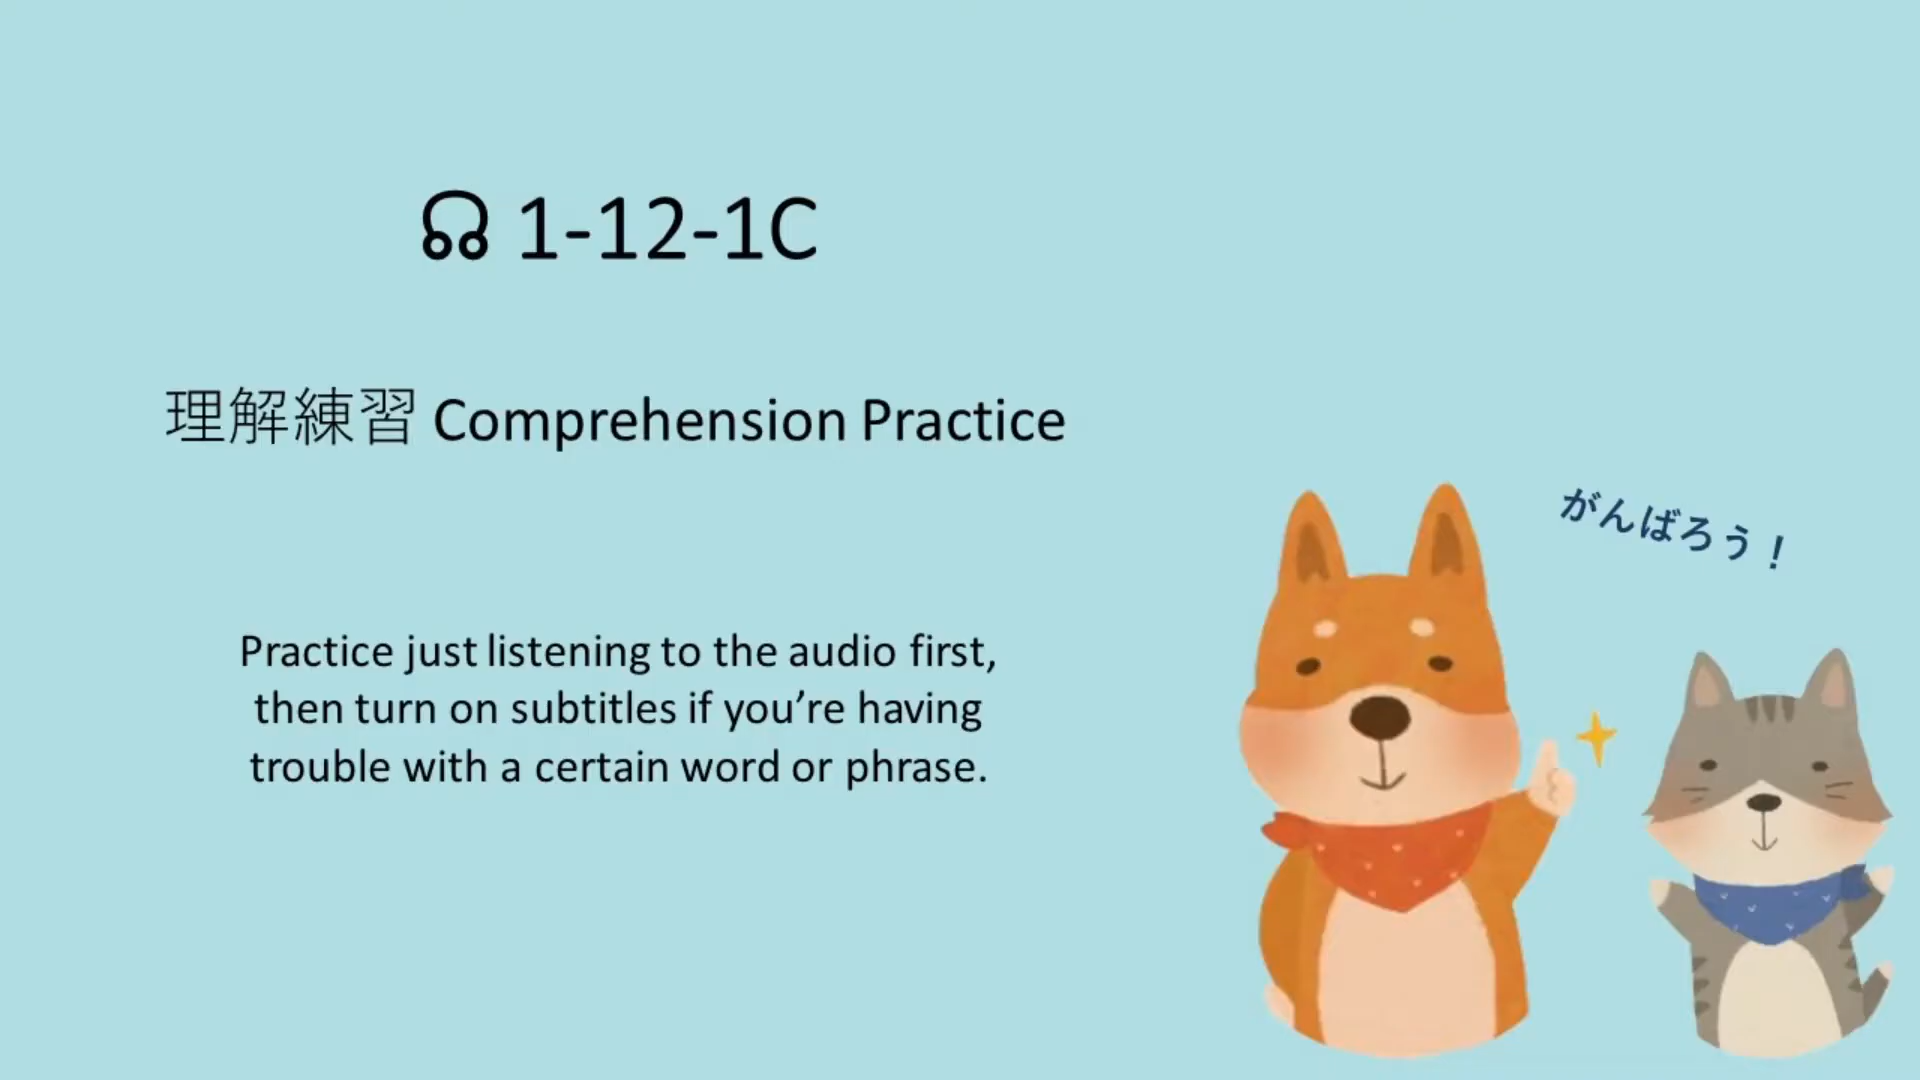 ☊ 1-12-1C
理解練習 Comprehension Practice
がんばろう！
Practice just listening to the audio first,
then turn on subtitles if you’re having
trouble with a certain word or phrase.